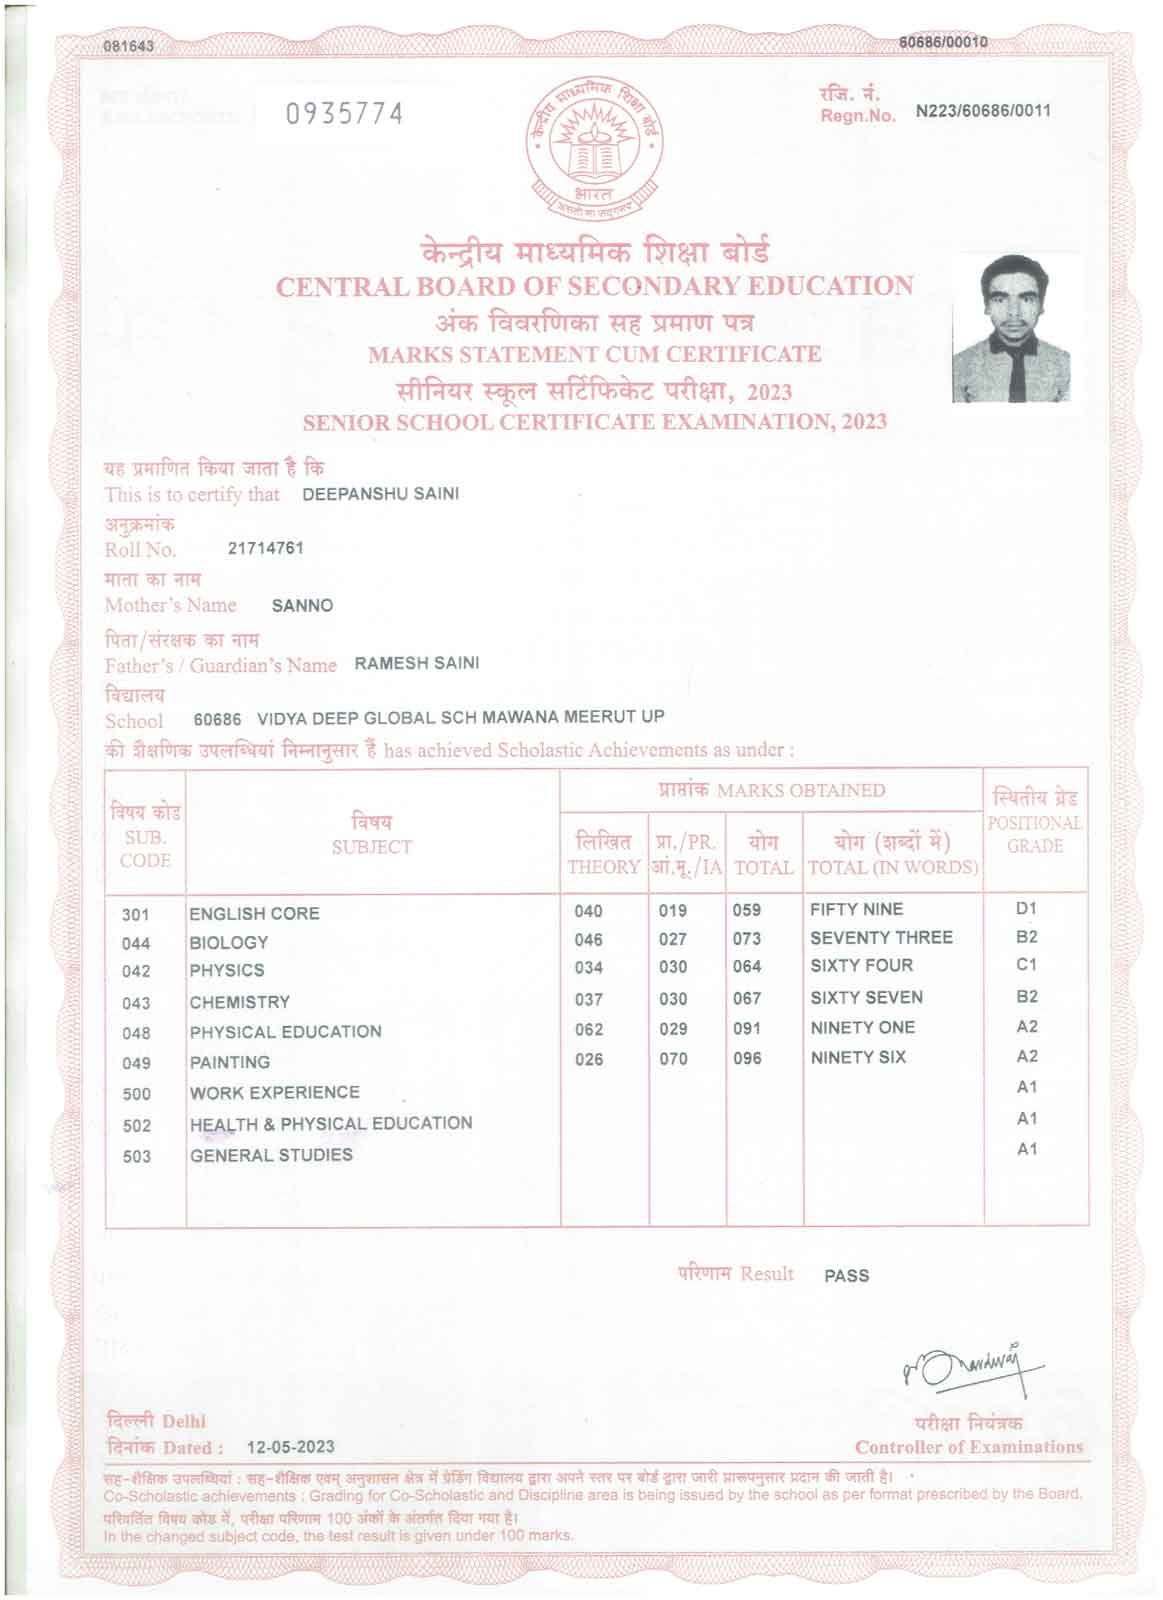 081643
60686/00010
0935774
केन्द्रीय माध्यमिक शिक्षा बोर्ड
भारत
असतो मा सद्गमय
रजि. नं.
Regn.No. N223/60686/0011
केन्द्रीय माध्यमिक शिक्षा बोर्ड
CENTRAL BOARD OF SECONDARY EDUCATION
अंक विवरणिका सह प्रमाण पत्र
MARKS STATEMENT CUM CERTIFICATE
सीनियर स्कूल सर्टिफिकेट परीक्षा, 2023
SENIOR SCHOOL CERTIFICATE EXAMINATION, 2023
यह प्रमाणित किया जाता है कि
This is to certify that DEEPANSHU SAINI
अनुक्रमांक
Roll No. 21714761
माता का नाम
Mother's Name SANNO
पिता/संरक्षक का नाम
Father's / Guardian's Name RAMESH SAINI
विद्यालय
School 60686 VIDYA DEEP GLOBAL SCH MAWANA MEERUT UP
की शैक्षणिक उपलब्धियां निम्नानुसार हैं has achieved Scholastic Achievements as under :
विषय कोड SUB. CODE
विषय SUBJECT
प्राप्तांक MARKS OBTAINED
लिखित THEORY
प्रा./PR. आं.मू./IA
योग TOTAL
योग (शब्दों में) TOTAL (IN WORDS)
स्थितीय ग्रेड POSITIONAL GRADE
301 ENGLISH CORE 040 019 059 FIFTY NINE D1
044 BIOLOGY 046 027 073 SEVENTY THREE B2
042 PHYSICS 034 030 064 SIXTY FOUR C1
043 CHEMISTRY 037 030 067 SIXTY SEVEN B2
048 PHYSICAL EDUCATION 062 029 091 NINETY ONE A2
049 PAINTING 026 070 096 NINETY SIX A2
500 WORK EXPERIENCE A1
502 HEALTH & PHYSICAL EDUCATION A1
503 GENERAL STUDIES A1
परिणाम Result PASS
दिल्ली Delhi
दिनांक Dated : 12-05-2023
परीक्षा नियंत्रक
Controller of Examinations
सह-शैक्षिक उपलब्धियां : सह-शैक्षिक एवम् अनुशासन क्षेत्र में ग्रेडिंग विद्यालय द्वारा अपने स्तर पर बोर्ड द्वारा जारी प्रारूपनुसार प्रदान की जाती है।
Co-Scholastic achievements : Grading for Co-Scholastic and Discipline area is being issued by the school as per format prescribed by the Board.
परिवर्तित विषय कोड में, परीक्षा परिणाम 100 अंकों के अंतर्गत दिया गया है।
In the changed subject code, the test result is given under 100 marks.